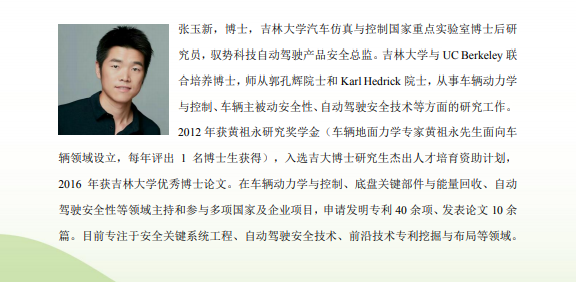 张玉新，博士，吉林大学汽车仿真与控制国家重点实验室博士后研
究员，驭势科技自动驾驶产品安全总监。吉林大学与 UC Berkeley 联
合培养博士，师从郭孔辉院士和 Karl Hedrick 院士，从事车辆动力学
与控制、车辆主被动安全性、自动驾驶安全技术等方面的研究工作。
2012 年获黄祖永研究奖学金（车辆地面力学专家黄祖永先生面向车
辆领域设立，每年评出 1 名博士生获得），入选吉大博士研究生杰出人才培育资助计划，
2016 年获吉林大学优秀博士论文。在车辆动力学与控制、底盘关键部件与能量回收、自动
驾驶安全性等领域主持和参与多项国家及企业项目，申请发明专利 40 余项、发表论文 10 余
篇。目前专注于安全关键系统工程、自动驾驶安全技术、前沿技术专利挖掘与布局等领域。